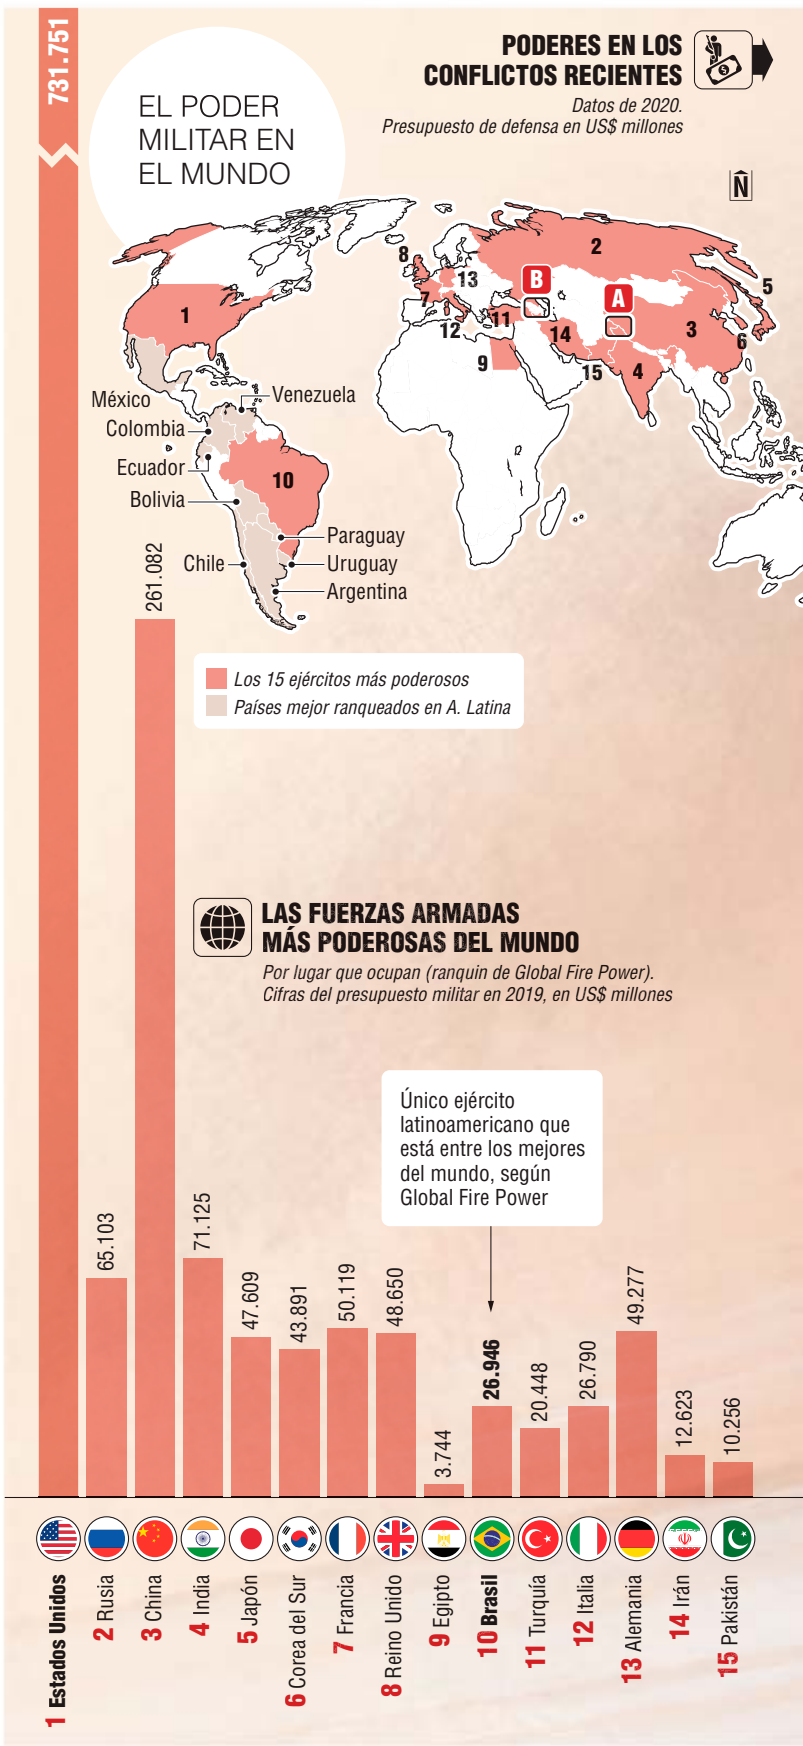 731.751
EL PODER
MILITAR EN
EL MUNDO
PODERES EN LOS
CONFLICTOS RECIENTES
Datos de 2020.
Presupuesto de defensa en US$ millones
$
N
1
2
3
4
5
6
7
8
9
10
11
12
13
14
15
A
B
México
Colombia
Ecuador
Bolivia
Chile
Venezuela
Paraguay
Uruguay
Argentina
Los 15 ejércitos más poderosos
Países mejor ranqueados en A. Latina
LAS FUERZAS ARMADAS
MÁS PODEROSAS DEL MUNDO
Por lugar que ocupan (ranquin de Global Fire Power).
Cifras del presupuesto militar en 2019, en US$ millones
Único ejército
latinoamericano que
está entre los mejores
del mundo, según
Global Fire Power
65.103
261.082
71.125
47.609
43.891
50.119
48.650
3.744
26.946
20.448
26.790
49.277
12.623
10.256
1 Estados Unidos
2 Rusia
3 China
4 India
5 Japón
6 Corea del Sur
7 Francia
8 Reino Unido
9 Egipto
10 Brasil
11 Turquía
12 Italia
13 Alemania
14 Irán
15 Pakistán